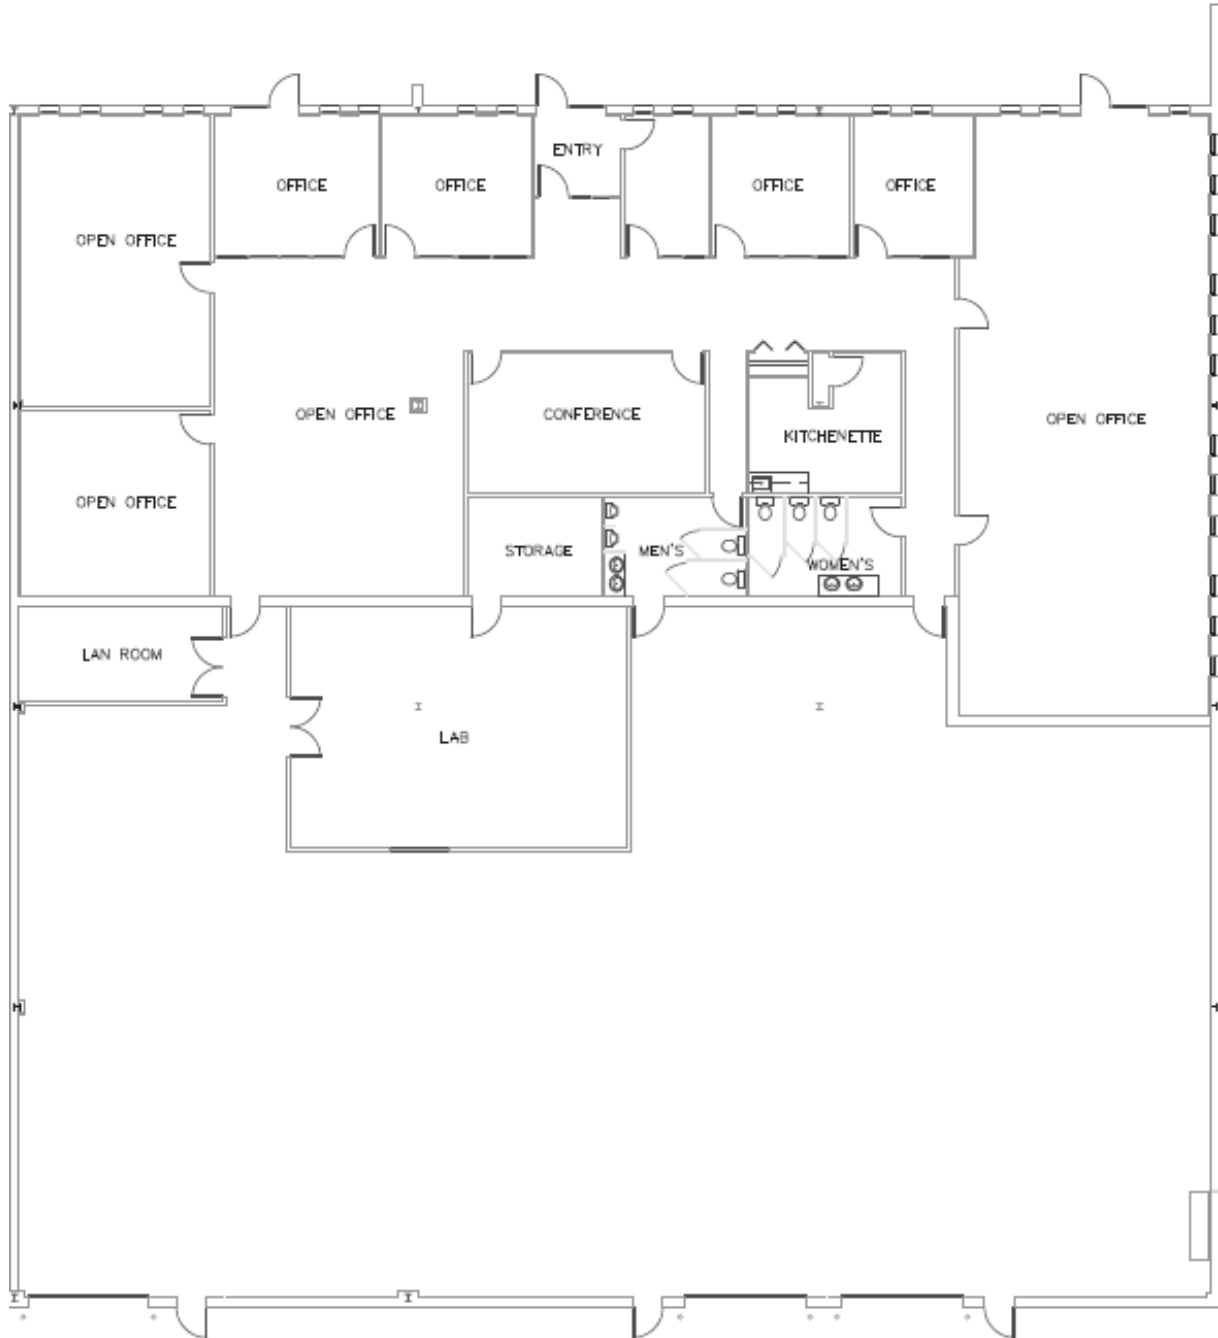 ENTRY
OFFICE
OFFICE
OFFICE
OFFICE
OPEN OFFICE
OPEN OFFICE
CONFERENCE
OPEN OFFICE
KITCHENETTE
OPEN OFFICE
STORAGE
MEN'S
WOMEN'S
LAN ROOM
LAB